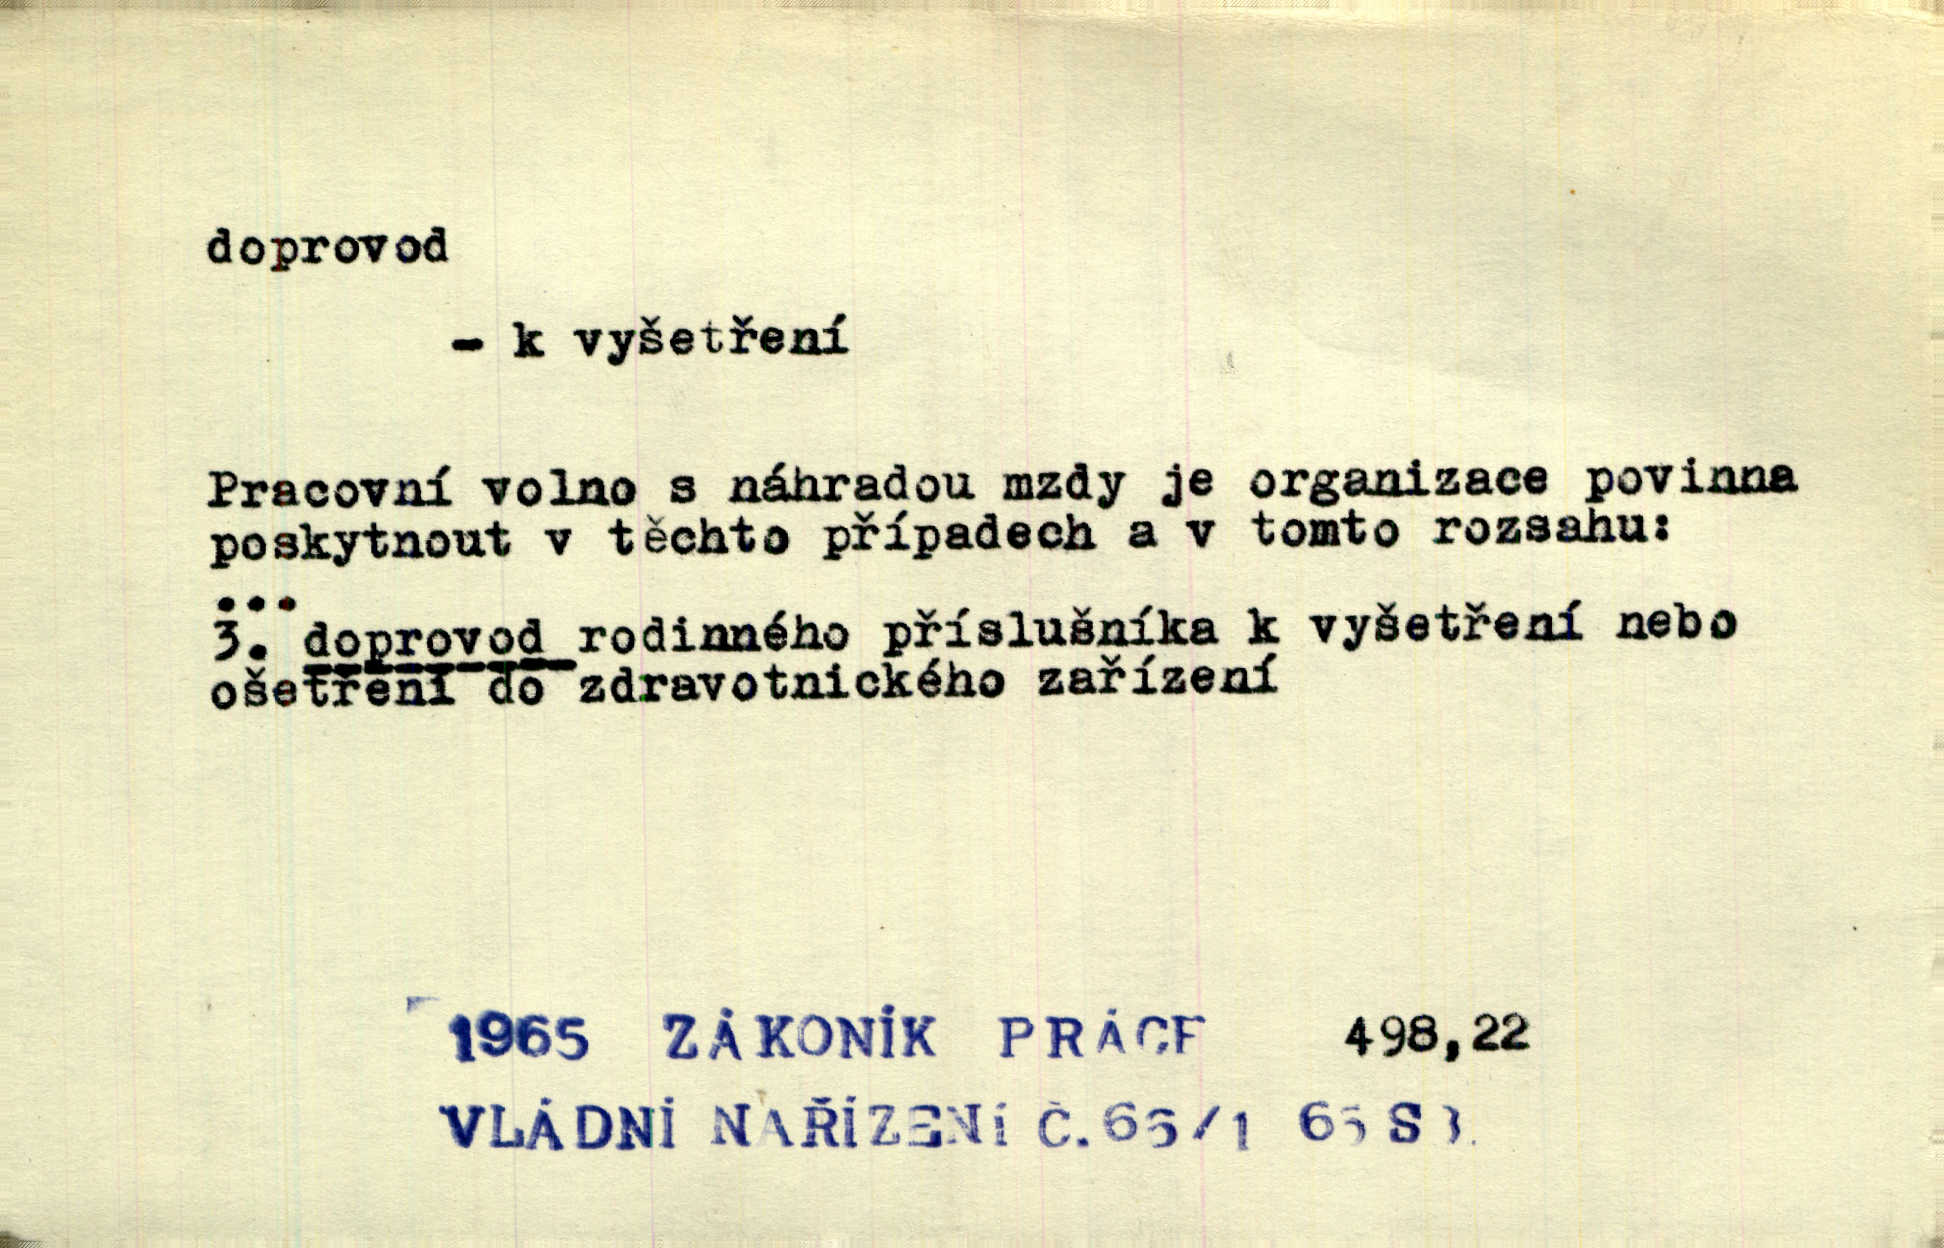 doprovod
- k vyšetření
Pracovní volno s náhradou mzdy je organizace povinna
poskytnout v těchto případech a v tomto rozsahu:
...
3. doprovod rodinného příslušníka k vyšetření nebo
ošetření do zdravotnického zařízení
1965 ZÁKONÍK PRÁCE 498,22
VLÁDNÍ NAŘÍZENÍ Č.